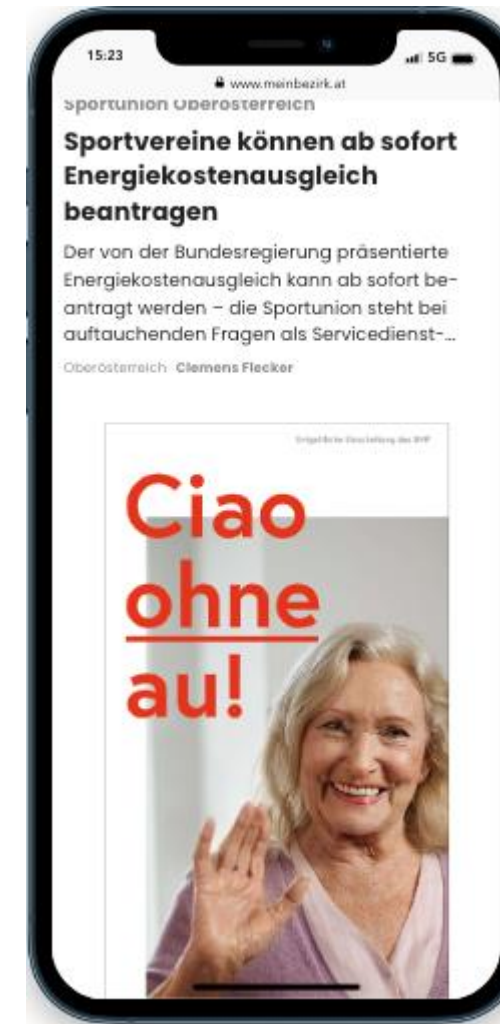 15:23
5G
www.meinbezirk.at
Sportunion Oberösterreich
Sportvereine können ab sofort
Energiekostenausgleich
beantragen
Der von der Bundesregierung präsentierte
Energiekostenausgleich kann ab sofort be-
antragt werden – die Sportunion steht bei
auftauchenden Fragen als Servicedienst-...
Oberösterreich Clemens Flecker
Ciao
ohne
au!